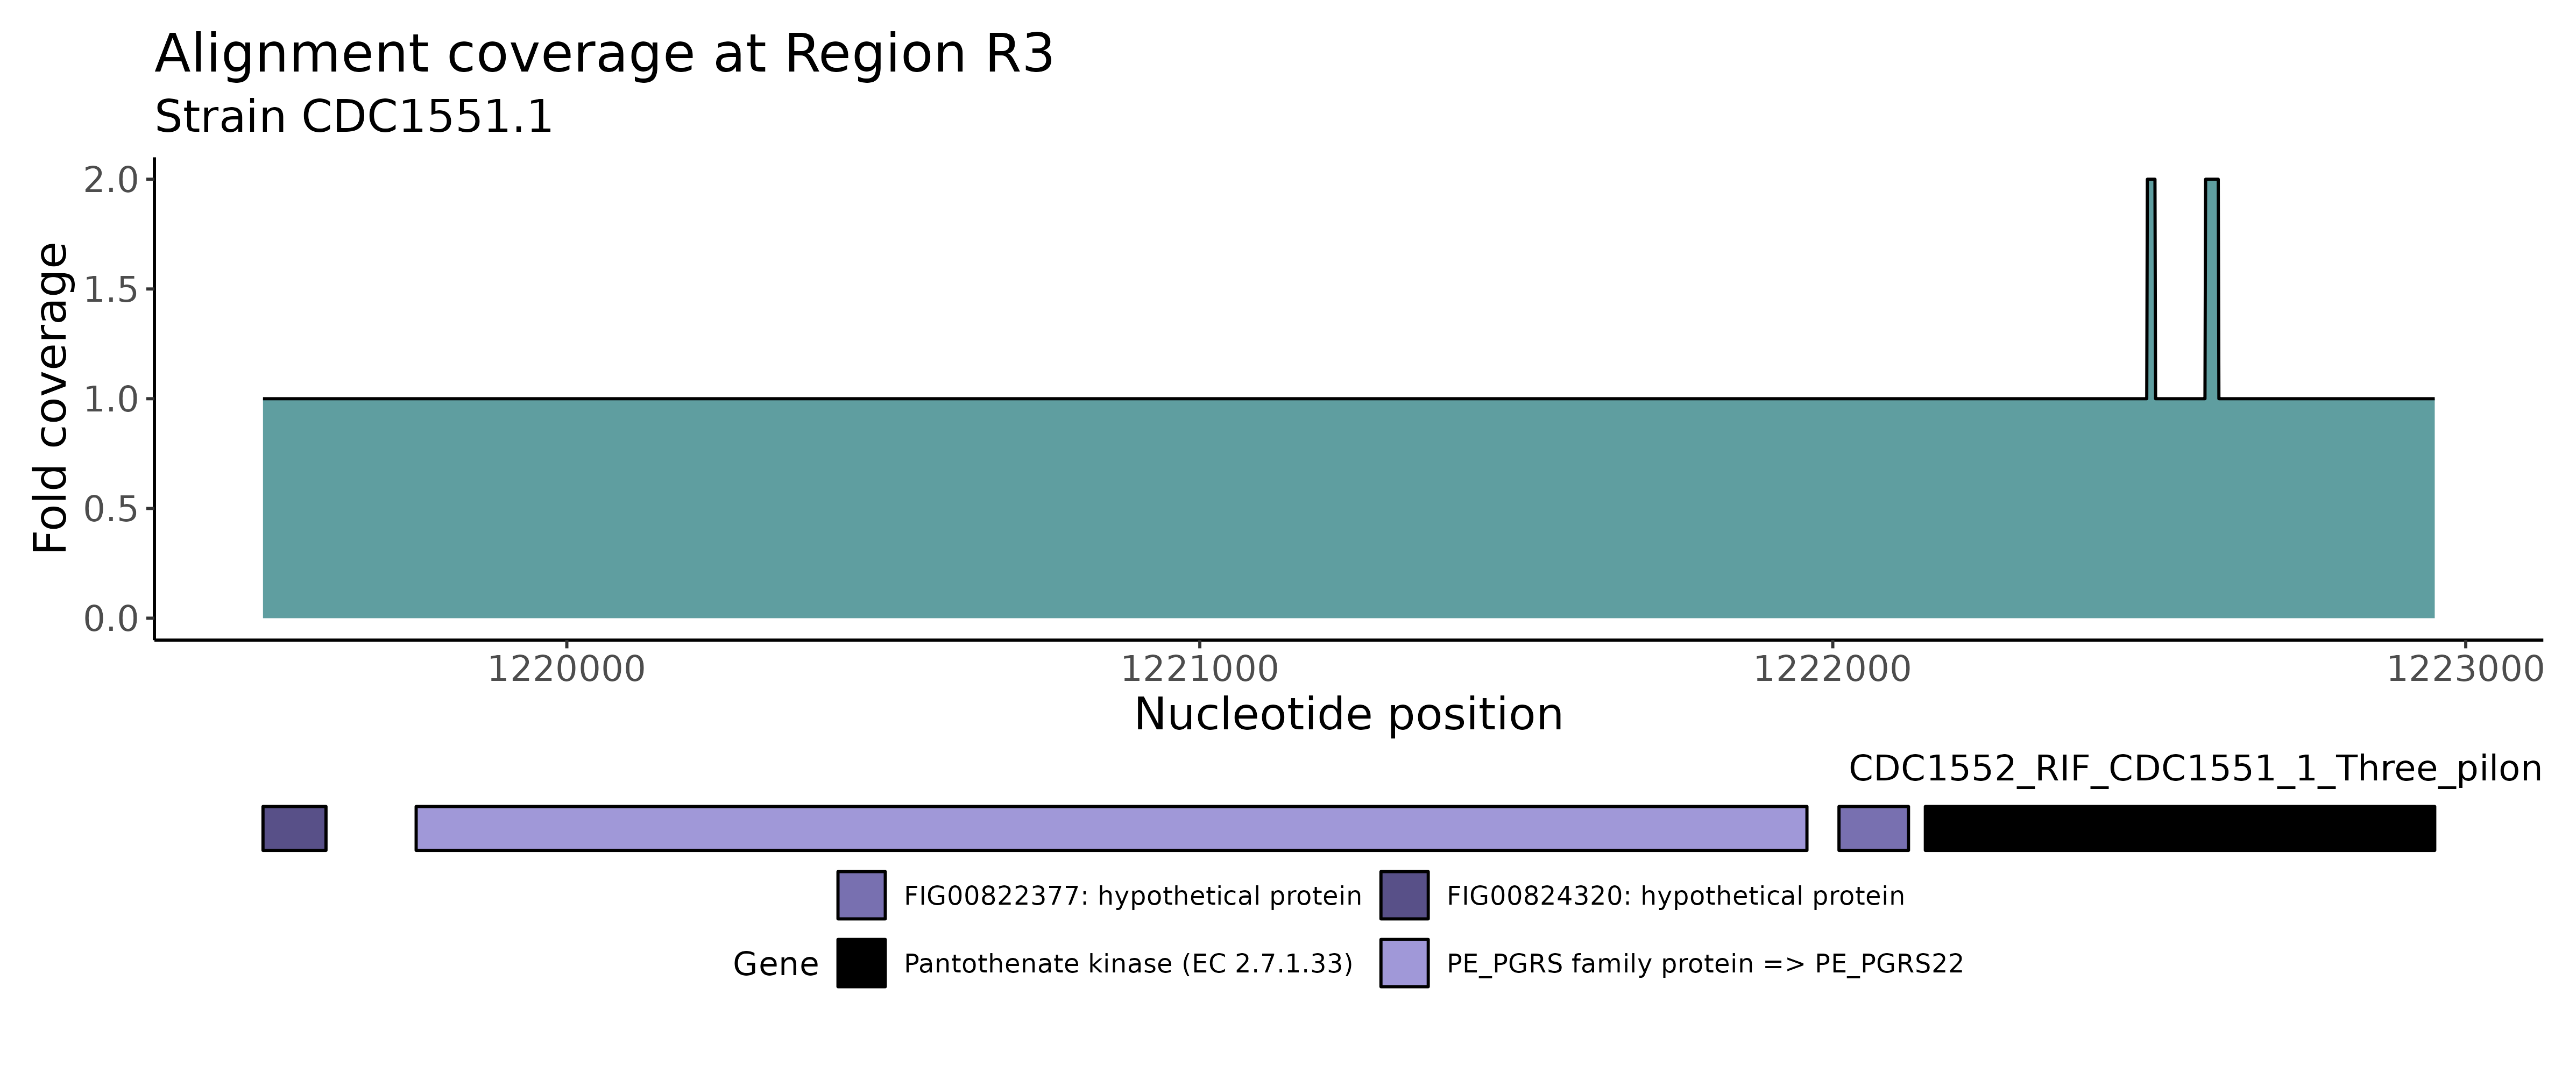 Alignment coverage at Region R3
Strain CDC1551.1
Fold coverage
2.0
1.5
1.0
0.5
0.0
1220000 1221000 1222000 1223000
Nucleotide position
CDC1552_RIF_CDC1551_1_Three_pilon
FIG00822377: hypothetical protein FIG00824320: hypothetical protein
Gene Pantothenate kinase (EC 2.7.1.33) PE_PGRS family protein => PE_PGRS22